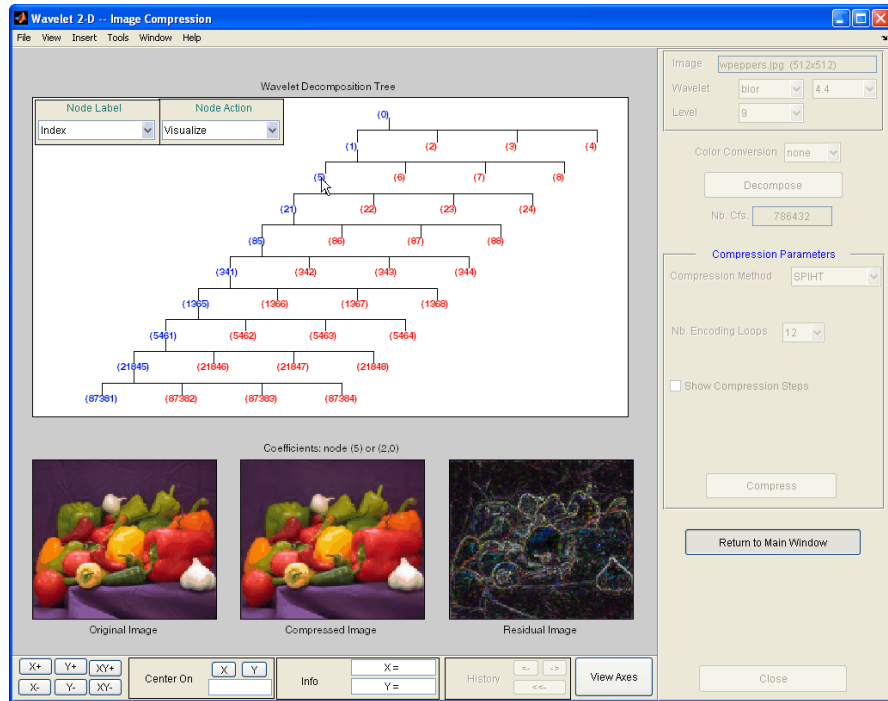 Wavelet 2-D -- Image Compression
File View Insert Tools Window Help
Wavelet Decomposition Tree
Node Label Node Action
Index Visualize
(0)
(1) (2) (3) (4)
(5) (6) (7) (8)
(21) (22) (23) (24)
(85) (86) (87) (88)
(341) (342) (343) (344)
(1365) (1366) (1367) (1368)
(5461) (5462) (5463) (5464)
(21845) (21846) (21847) (21848)
(87381) (87382) (87383) (87384)
Coefficients: node (5) or (2,0)
Original Image Compressed Image Residual Image
X+ Y+ XY+
X- Y- XY-
Center On X Y
Info X =
Y =
History <- ->
<<-
View Axes
Image wpeppers.jpg (512x512)
Wavelet bior 4.4
Level 9
Color Conversion none
Decompose
Nb. Cfs. 786432
Compression Parameters
Compression Method SPIHT
Nb. Encoding Loops 12
Show Compression Steps
Compress
Return to Main Window
Close